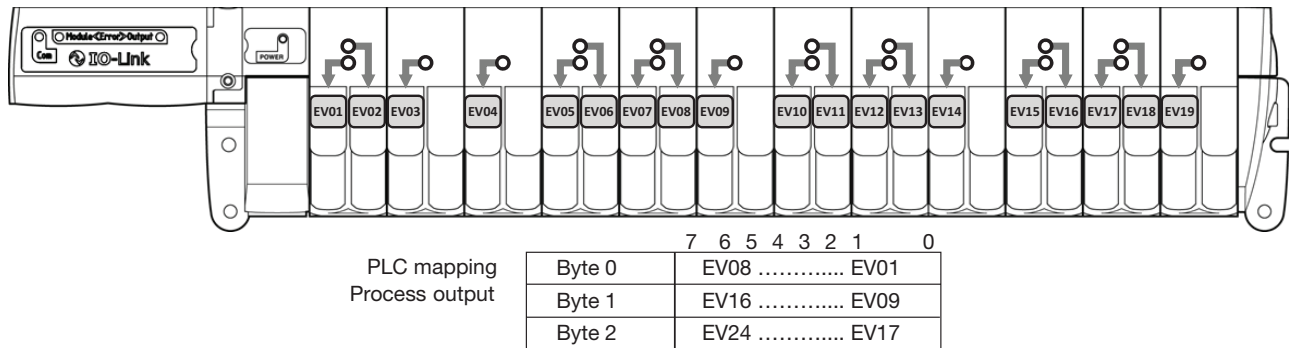 Module<Error>Output
Com IO-Link
POWER
EV01 EV02 EV03 EV04 EV05 EV06 EV07 EV08 EV09 EV10 EV11 EV12 EV13 EV14 EV15 EV16 EV17 EV18 EV19
7 6 5 4 3 2 1 0
PLC mapping
Process output
Byte 0 EV08 ............. EV01
Byte 1 EV16 ............. EV09
Byte 2 EV24 ............. EV17